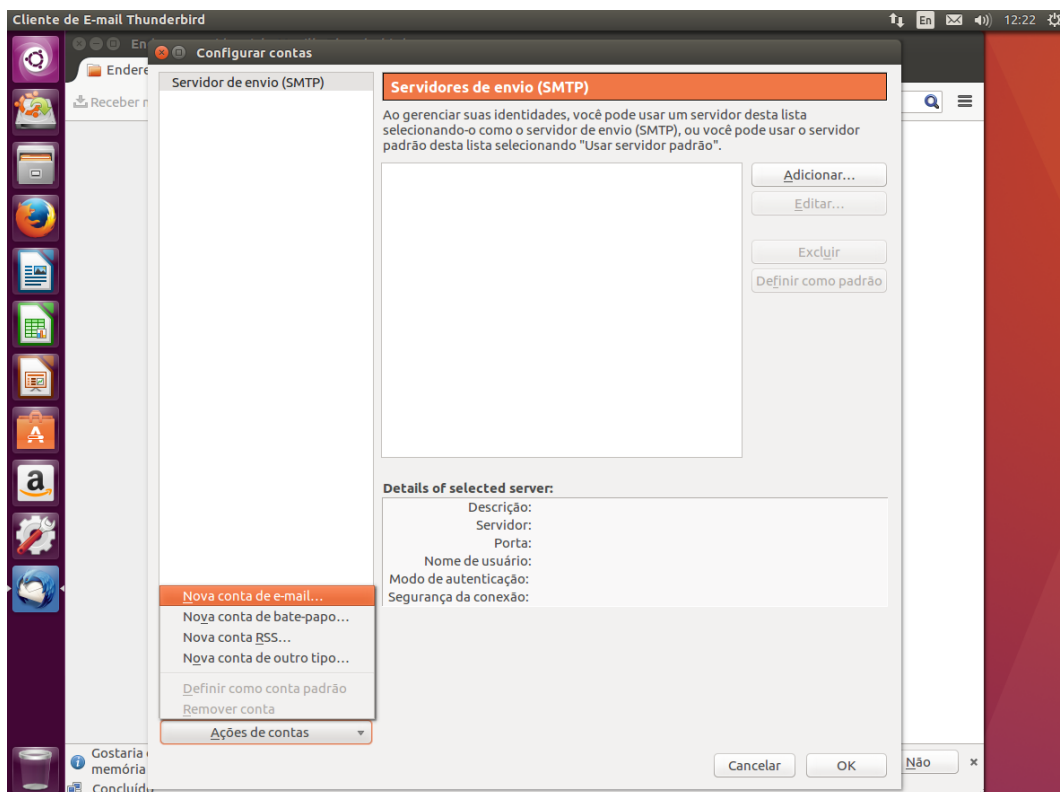 Cliente de E-mail Thunderbird
En
12:22
Configurar contas
Endere
Receber
Servidor de envio (SMTP)
Servidores de envio (SMTP)
Ao gerenciar suas identidades, você pode usar um servidor desta lista
selecionando-o como o servidor de envio (SMTP), ou você pode usar o servidor
padrão desta lista selecionando "Usar servidor padrão".
Adicionar...
Editar...
Excluir
Definir como padrão
Details of selected server:
Descrição:
Servidor:
Porta:
Nome de usuário:
Modo de autenticação:
Segurança da conexão:
Nova conta de e-mail...
Nova conta de bate-papo...
Nova conta RSS...
Nova conta de outro tipo...
Definir como conta padrão
Remover conta
Ações de contas
Gostaria
memória
Não
Concluído
Cancelar
OK